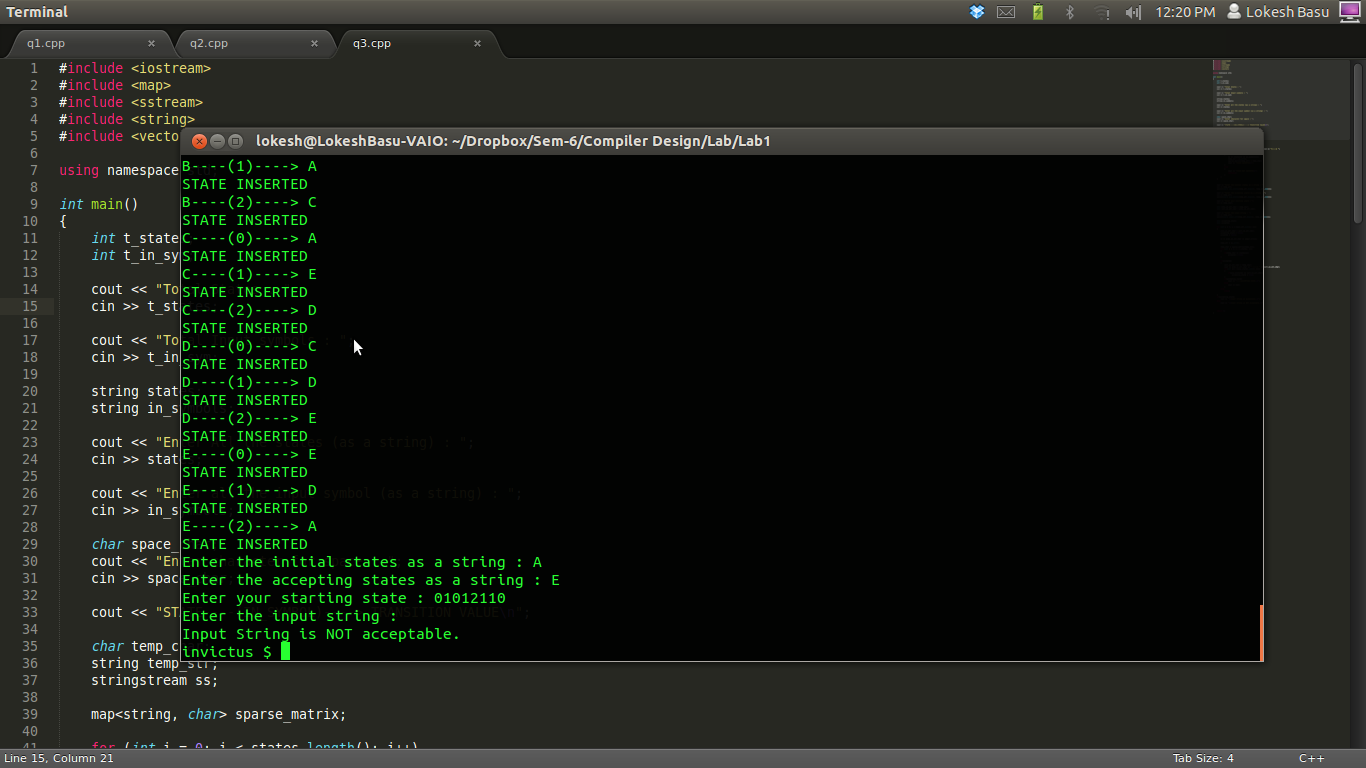 Terminal
12:20 PM Lokesh Basu
q1.cpp × q2.cpp × q3.cpp ×
1 #include <iostream>
2 #include <map>
3 #include <sstream>
4 #include <string>
5 #include <vecto
6
7 using namespace
8
9 int main()
10 {
11 int t_state
12 int t_in_sy
13
14 cout << "To
15 cin >> t_st
16
17 cout << "To
18 cin >> t_in
19
20 string stat
21 string in_s
22
23 cout << "En
24 cin >> stat
25
26 cout << "En
27 cin >> in_s
28
29 char space_
30 cout << "En
31 cin >> spac
32
33 cout << "ST
34
35 char temp_c
36 string temp_str;
37 stringstream ss;
38
39 map<string, char> sparse_matrix;
40
41 for (int i = 0; i < states.length(); i++)
lokesh@LokeshBasu-VAIO: ~/Dropbox/Sem-6/Compiler Design/Lab/Lab1
B----(1)----> A
STATE INSERTED
B----(2)----> C
STATE INSERTED
C----(0)----> A
STATE INSERTED
C----(1)----> E
STATE INSERTED
C----(2)----> D
STATE INSERTED
D----(0)----> C
STATE INSERTED
D----(1)----> D
STATE INSERTED
D----(2)----> E
STATE INSERTED
E----(0)----> E
STATE INSERTED
E----(1)----> D
STATE INSERTED
E----(2)----> A
STATE INSERTED
Enter the initial states as a string : A
Enter the accepting states as a string : E
Enter your starting state : 01012110
Enter the input string :
Input String is NOT acceptable.
invictus $
Line 15, Column 21
Tab Size: 4 C++